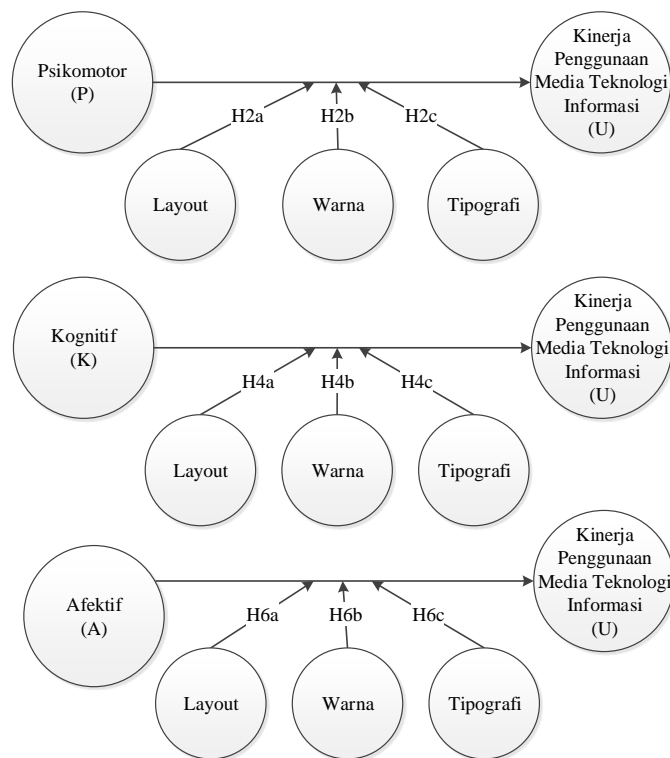 Psikomotor
(P)
Kinerja
Penggunaan
Media Teknologi
Informasi
(U)
H2a
H2b
H2c
Layout
Warna
Tipografi
Kognitif
(K)
Kinerja
Penggunaan
Media Teknologi
Informasi
(U)
H4a
H4b
H4c
Layout
Warna
Tipografi
Afektif
(A)
Kinerja
Penggunaan
Media Teknologi
Informasi
(U)
H6a
H6b
H6c
Layout
Warna
Tipografi